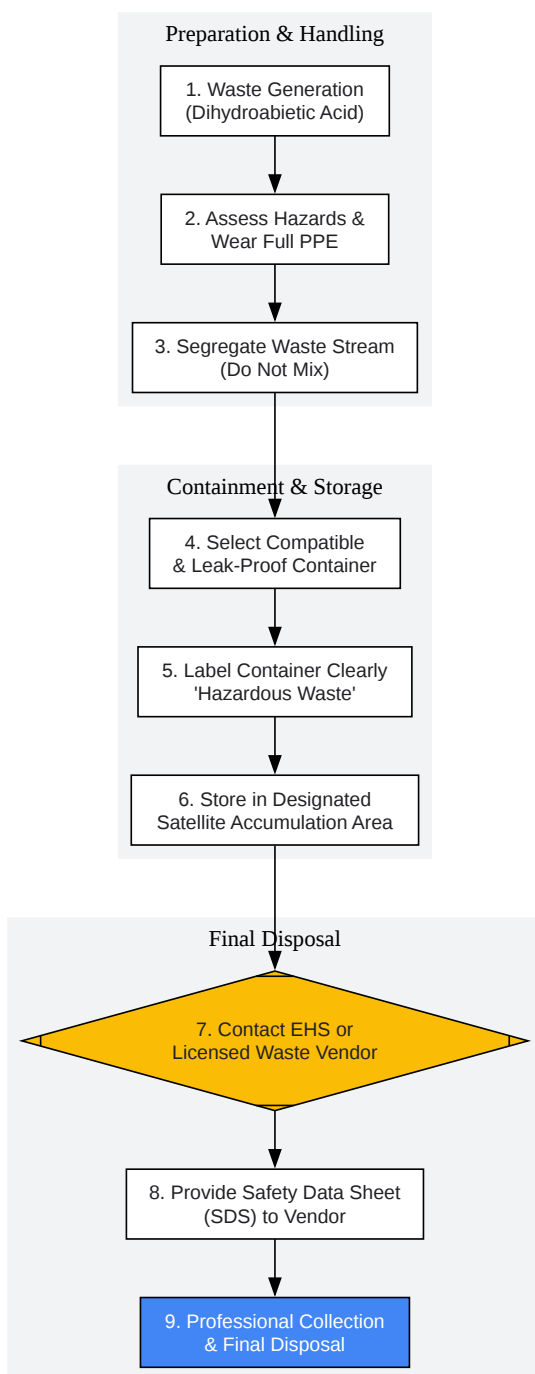 Preparation & Handling
1. Waste Generation
(Dihydroabietic Acid)
2. Assess Hazards &
Wear Full PPE
3. Segregate Waste Stream
(Do Not Mix)
Containment & Storage
4. Select Compatible
& Leak-Proof Container
5. Label Container Clearly
'Hazardous Waste'
6. Store in Designated
Satellite Accumulation Area
Final Disposal
7. Contact EHS or
Licensed Waste Vendor
8. Provide Safety Data Sheet
(SDS) to Vendor
9. Professional Collection
& Final Disposal